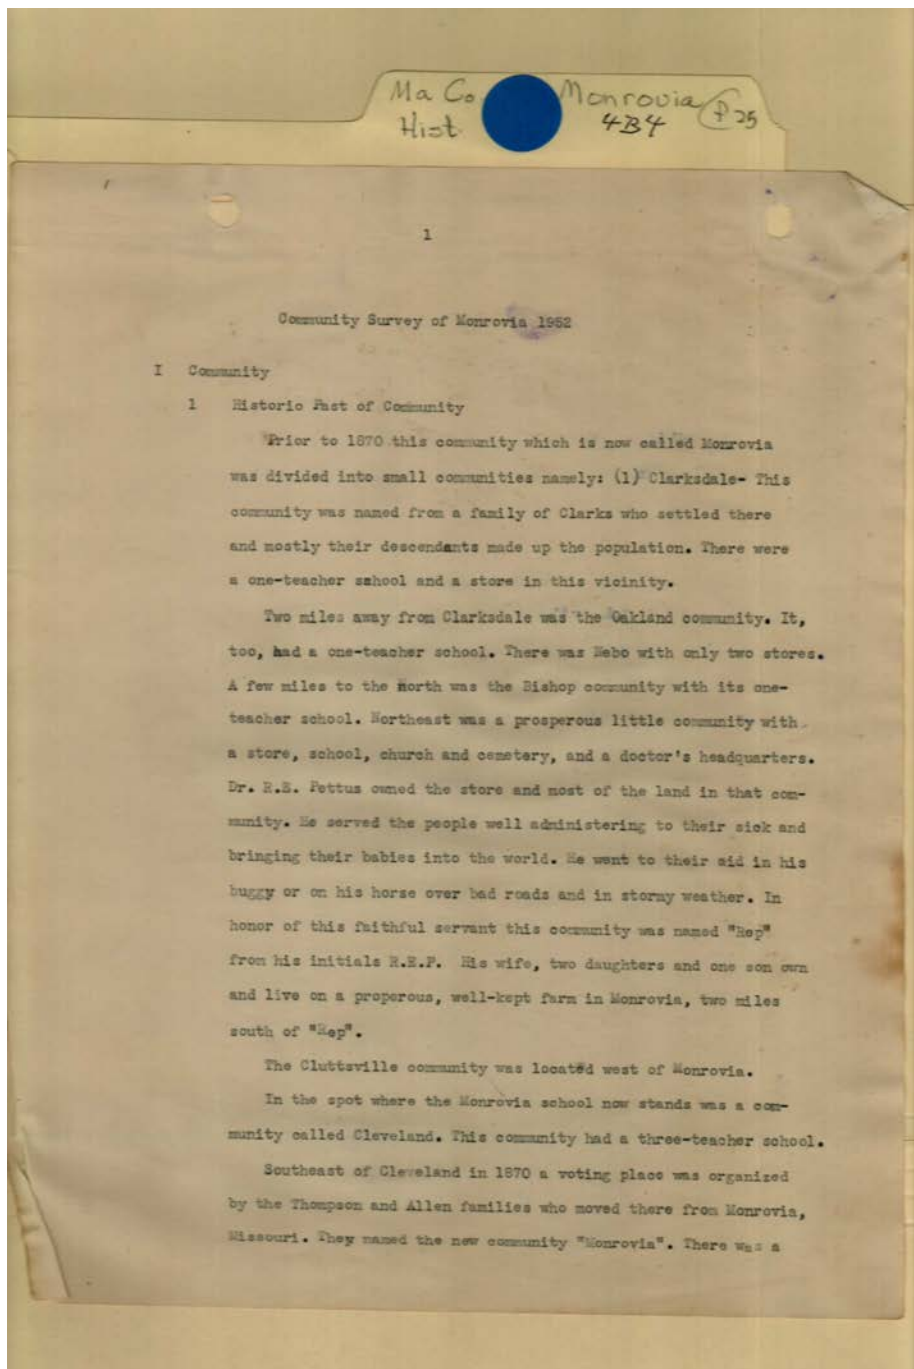 Ma Co Monrovia P 25
Hist 4B4
1
Community Survey of Monrovia 1952
I Community
1 Historic Past of Community
Prior to 1870 this community which is now called Monrovia
was divided into small communities namely: (1) Clarksdale- This
community was named from a family of Clarks who settled there
and mostly their descendants made up the population. There were
a one-teacher sahool and a store in this vicinity.
Two miles away from Clarksdale was the Oakland community. It,
too, had a one-teacher school. There was Nebo with only two stores.
A few miles to the north was the Bishop community with its one-
teacher school. Northeast was a prosperous little community with
a store, school, church and cemetery, and a doctor's headquarters.
Dr. R.E. Pettus owned the store and most of the land in that com-
munity. He served the people well administering to their sick and
bringing their babies into the world. He went to their aid in his
buggy or on his horse over bad roads and in stormy weather. In
honor of this faithful servant this community was named "Rep"
from his initials R.E.P. His wife, two daughters and one son own
and live on a properous, well-kept farm in Monrovia, two miles
south of "Rep".
The Cluttsville community was located west of Monrovia.
In the spot where the Monrovia school now stands was a com-
munity called Cleveland. This community had a three-teacher school.
Southeast of Cleveland in 1870 a voting place was organized
by the Thompson and Allen families who moved there from Monrovia,
Missouri. They named the new community "Monrovia". There was a